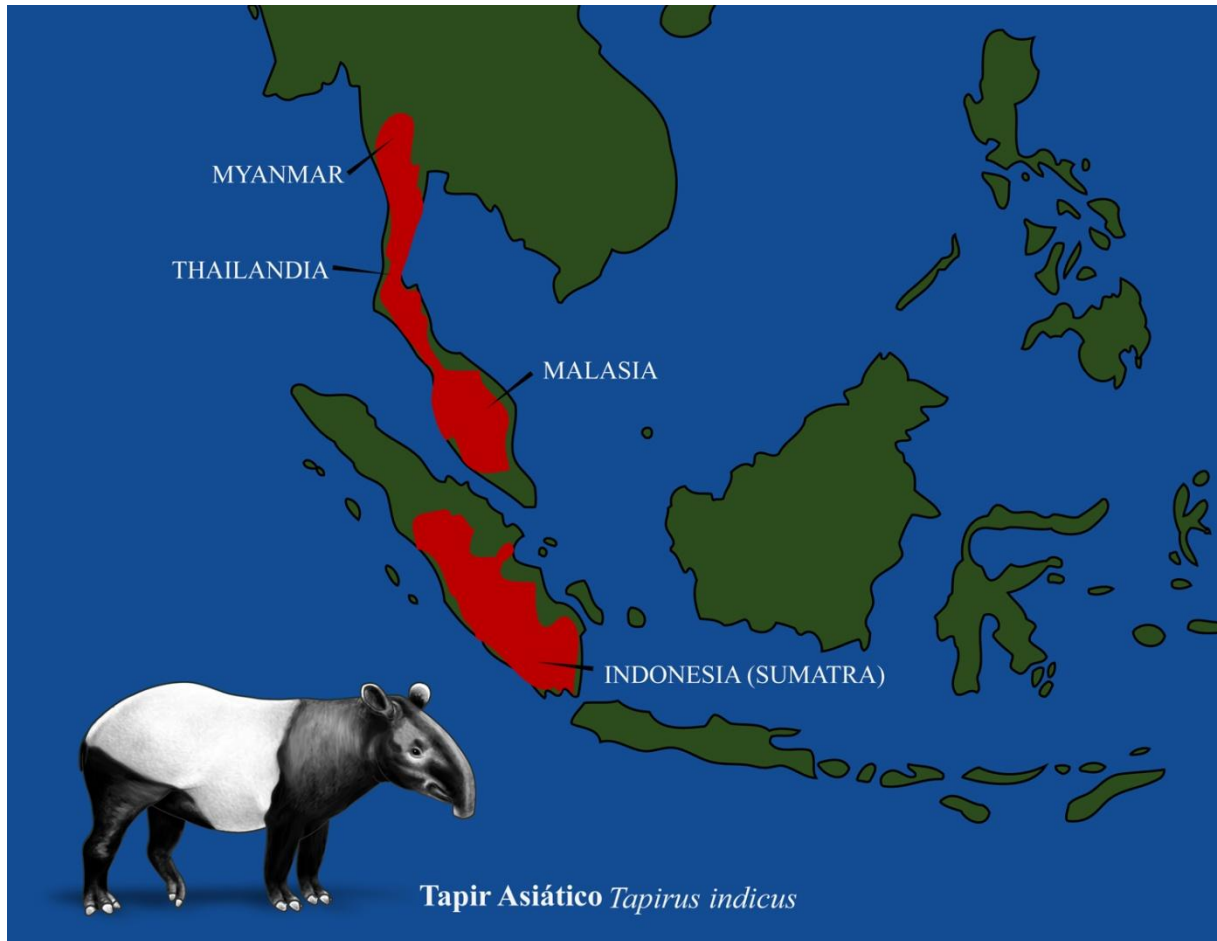 MYANMAR
THAILANDIA
MALASIA
INDONESIA (SUMATRA)
Tapir Asiático Tapirus indicus